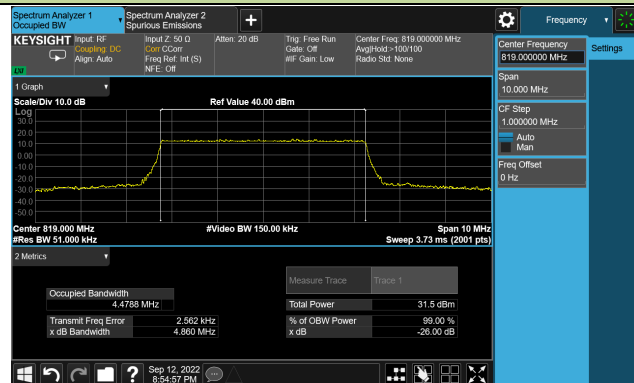 Spectrum Analyzer 1
Occupied BW
Spectrum Analyzer 2
Spurious Emissions
Frequency
KEYSIGHT
Input: RF
Coupling: DC
Align: Auto
Input Z: 50 Ω
Corr CCorr
Freq Ref: Int (S)
NFE: Off
Atten: 20 dB
Trig: Free Run
Gate: Off
#IF Gain: Low
Center Freq: 819.000000 MHz
Avg|Hold:>100/100
Radio Std: None
LXI
Center Frequency
819.000000 MHz
Settings
Span
10.000 MHz
CF Step
1.000000 MHz
Auto
Man
Freq Offset
0 Hz
1 Graph
Scale/Div 10.0 dB
Ref Value 40.00 dBm
Log
30.0
20.0
10.0
0.00
-10.0
-20.0
-30.0
-40.0
-50.0
Center 819.000 MHz
#Video BW 150.00 kHz
Span 10 MHz
#Res BW 51.000 kHz
Sweep 3.73 ms (2001 pts)
2 Metrics
Measure Trace
Trace 1
Occupied Bandwidth
4.4788 MHz
Total Power
31.5 dBm
Transmit Freq Error
2.562 kHz
% of OBW Power
99.00 %
x dB Bandwidth
4.860 MHz
x dB
-26.00 dB
Sep 12, 2022
8:54:57 PM